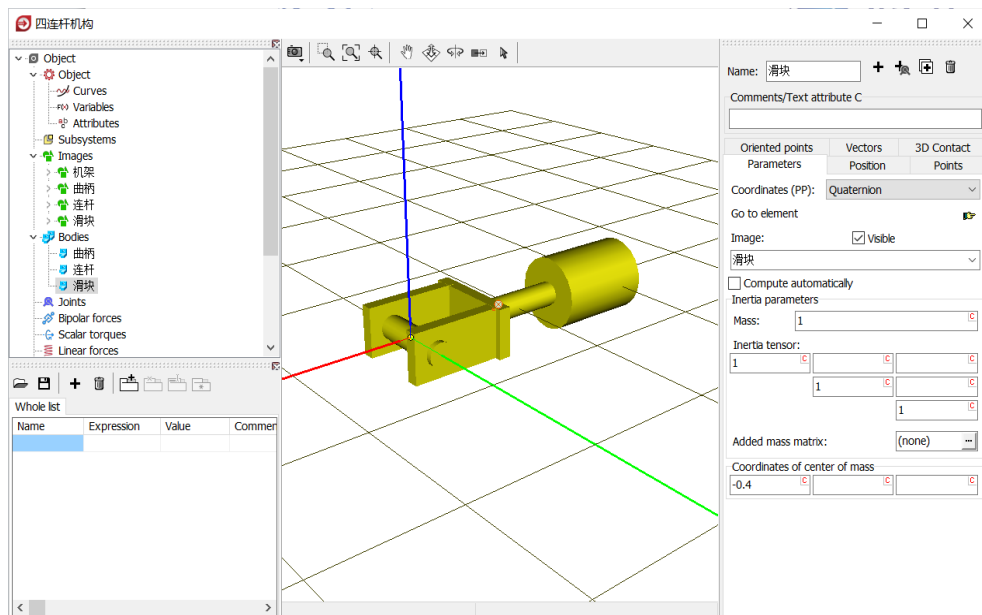 四连杆机构
Object
Object
Curves
f(x) Variables
Attributes
Subsystems
Images
机架
曲柄
连杆
滑块
Bodies
曲柄
连杆
滑块
Joints
Bipolar forces
Scalar torques
Linear forces
Whole list
Name Expression Value Commen
Name: 滑块
Comments/Text attribute C
Oriented points Vectors 3D Contact
Parameters Position Points
Coordinates (PP): Quaternion
Go to element
Image: Visible
滑块
Compute automatically
Inertia parameters
Mass: 1 C
Inertia tensor:
1 C C C
1 C C
1 C
Added mass matrix: (none) ...
Coordinates of center of mass
-0.4 C C C